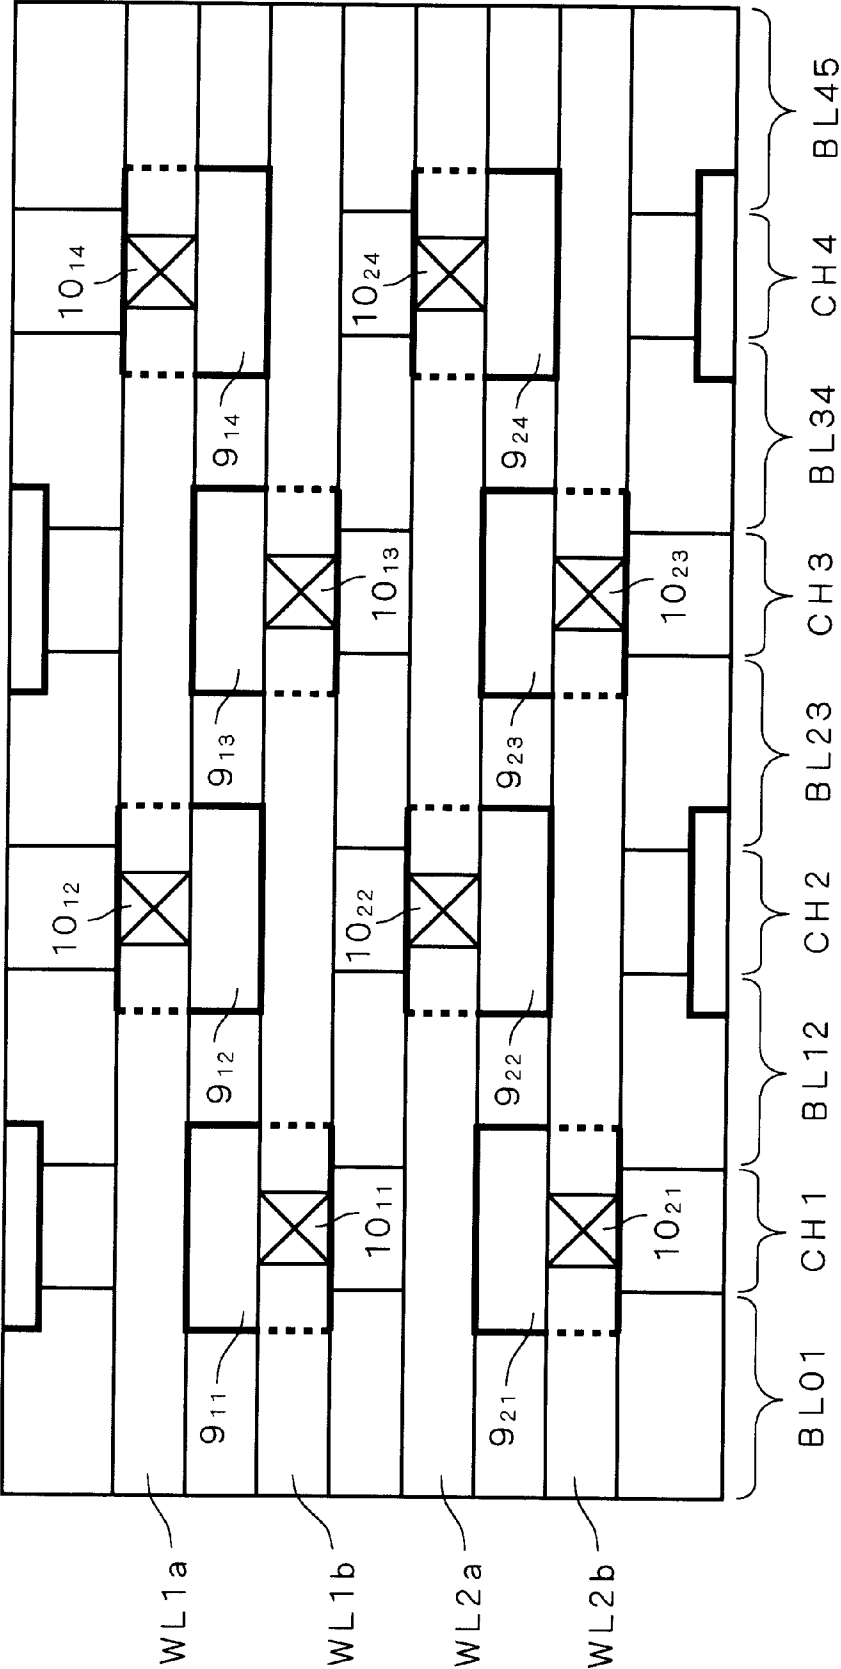 WL1a
WL1b
WL2a
WL2b
9₁₁
9₁₂
9₁₃
9₁₄
9₂₁
9₂₂
9₂₃
9₂₄
10₁₁
10₁₂
10₁₃
10₁₄
10₂₁
10₂₂
10₂₃
10₂₄
BL01
CH1
BL12
CH2
BL23
CH3
BL34
CH4
BL45